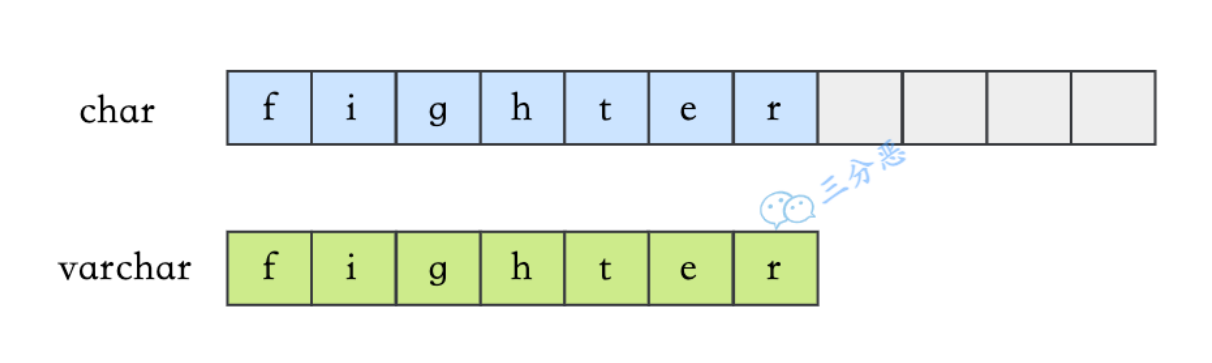 char f i g h t e r
三分恶
varchar f i g h t e r